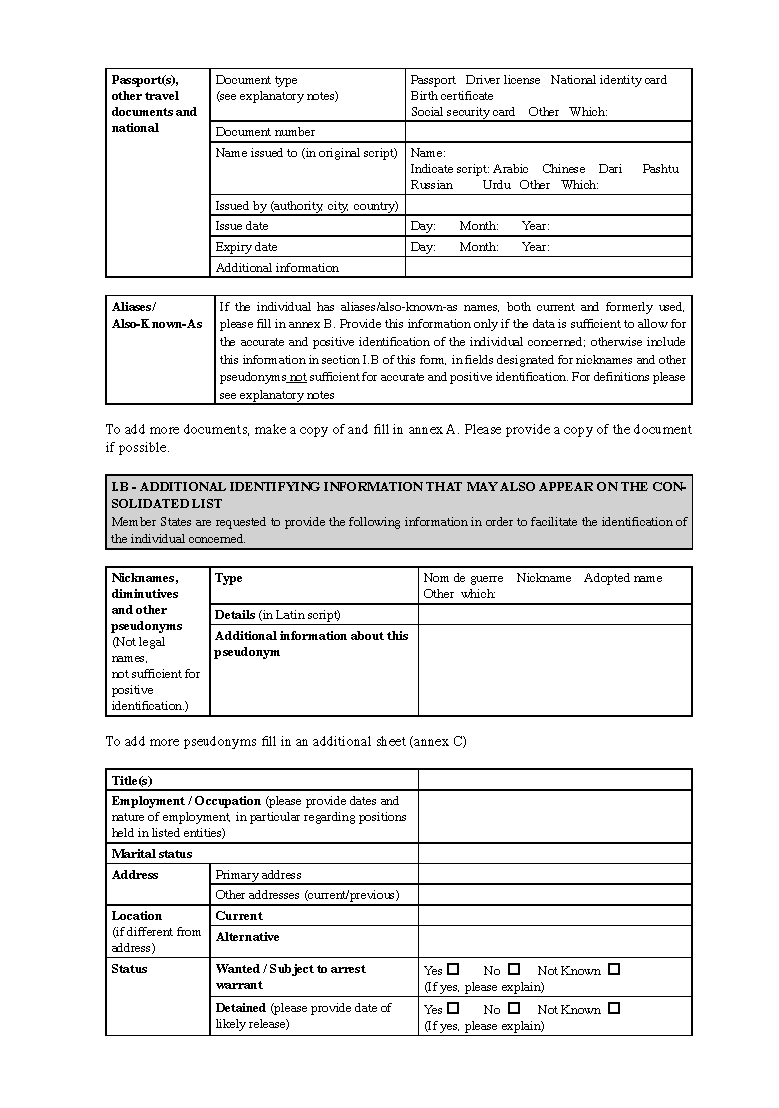 Passport(s),
other travel
documents and
national
Document type
(see explanatory notes)
Passport Driver license National identity card
Birth certificate
Social security card Other Which:
Document number
Name issued to (in original script)
Name:
Indicate script: Arabic Chinese Dari Pashtu
Russian Urdu Other Which:
Issued by (authority, city, country)
Issue date
Day: Month: Year:
Expiry date
Day: Month: Year:
Additional information
Aliases/
Also-Known-As
If the individual has aliases/also-known-as names, both current and formerly used,
please fill in annex B. Provide this information only if the data is sufficient to allow for
the accurate and positive identification of the individual concerned; otherwise include
this information in section I.B of this form, in fields designated for nicknames and other
pseudonyms not sufficient for accurate and positive identification. For definitions please
see explanatory notes
To add more documents, make a copy of and fill in annex A. Please provide a copy of the document
if possible.
I.B - ADDITIONAL IDENTIFYING INFORMATION THAT MAY ALSO APPEAR ON THE CON-
SOLIDATED LIST
Member States are requested to provide the following information in order to facilitate the identification of
the individual concerned.
Nicknames,
diminutives
and other
pseudonyms
(Not legal
names,
not sufficient for
positive
identification.)
Type
Nom de guerre Nickname Adopted name
Other which:
Details (in Latin script)
Additional information about this
pseudonym
To add more pseudonyms fill in an additional sheet (annex C)
Title(s)
Employment / Occupation (please provide dates and
nature of employment, in particular regarding positions
held in listed entities)
Marital status
Address
Primary address
Other addresses (current/previous)
Location
(if different from
address)
Current
Alternative
Status
Wanted / Subject to arrest
warrant
Yes ☐ No ☐ Not Known ☐
(If yes, please explain)
Detained (please provide date of
likely release)
Yes ☐ No ☐ Not Known ☐
(If yes, please explain)